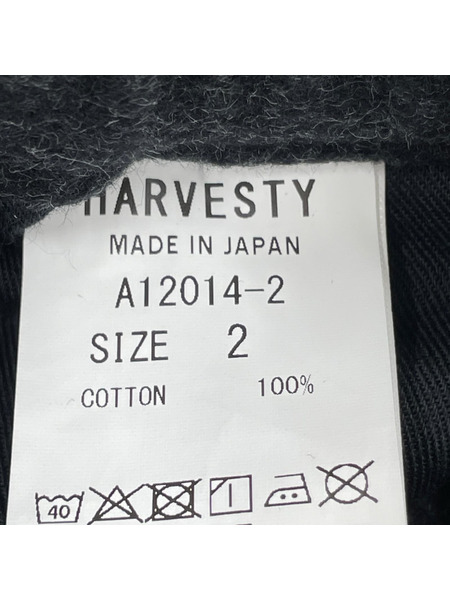 HARVESTY
MADE IN JAPAN
A12014-2
SIZE 2
COTTON 100%
40